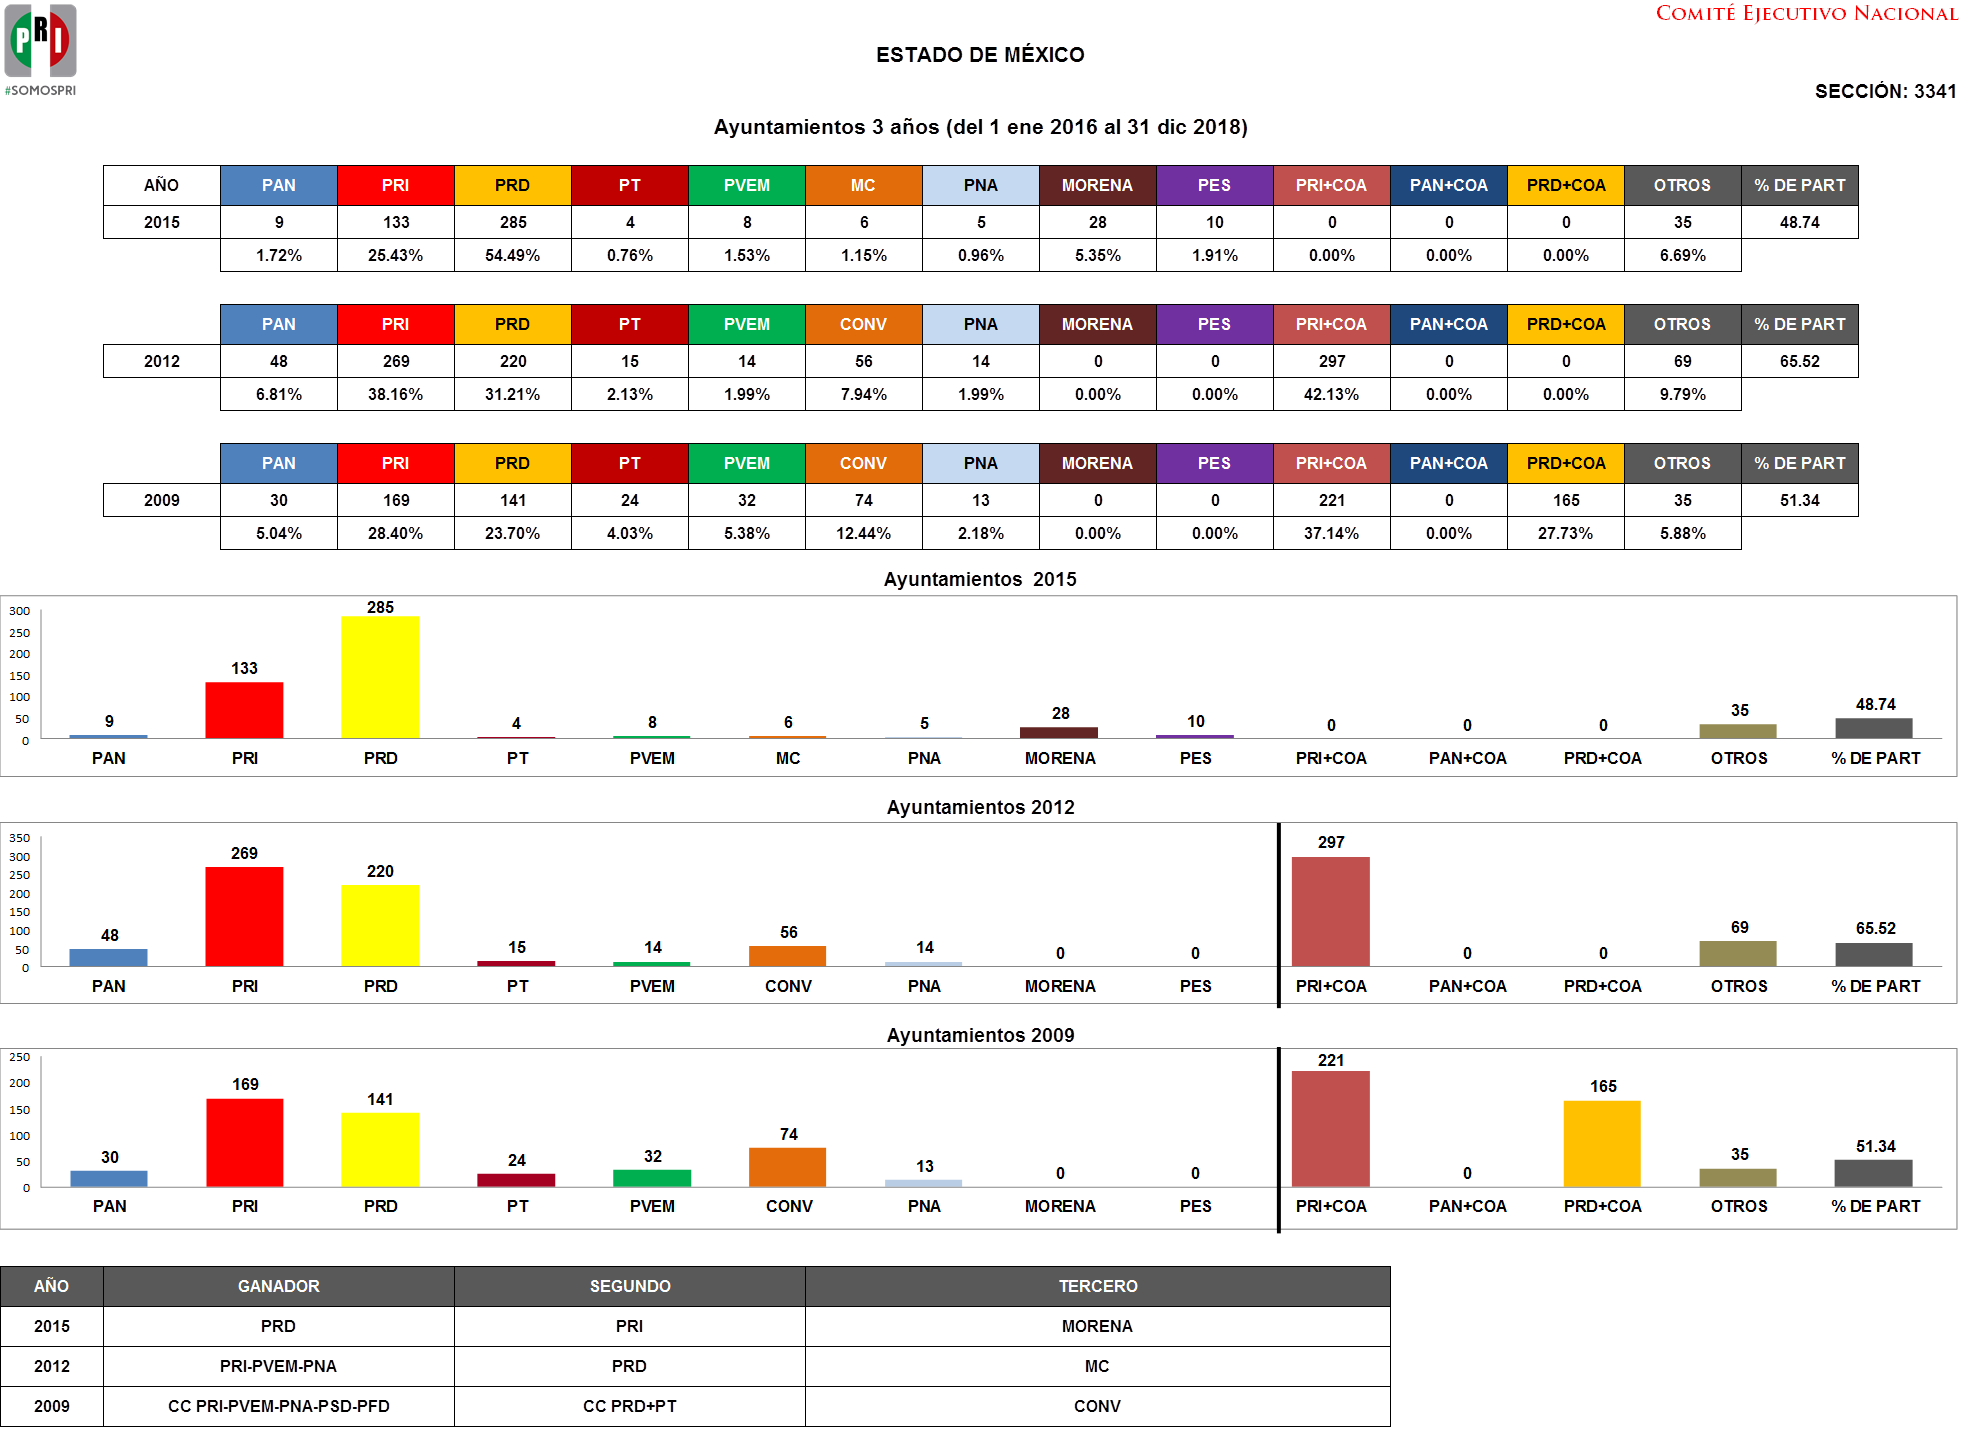 COMITÉ EJECUTIVO NACIONAL
PRI
#SOMOSPRI
ESTADO DE MÉXICO
SECCIÓN: 3341
Ayuntamientos 3 años (del 1 ene 2016 al 31 dic 2018)
AÑO PAN PRI PRD PT PVEM MC PNA MORENA PES PRI+COA PAN+COA PRD+COA OTROS % DE PART
2015 9 133 285 4 8 6 5 28 10 0 0 0 35 48.74
1.72% 25.43% 54.49% 0.76% 1.53% 1.15% 0.96% 5.35% 1.91% 0.00% 0.00% 0.00% 6.69%
PAN PRI PRD PT PVEM CONV PNA MORENA PES PRI+COA PAN+COA PRD+COA OTROS % DE PART
2012 48 269 220 15 14 56 14 0 0 297 0 0 69 65.52
6.81% 38.16% 31.21% 2.13% 1.99% 7.94% 1.99% 0.00% 0.00% 42.13% 0.00% 0.00% 9.79%
PAN PRI PRD PT PVEM CONV PNA MORENA PES PRI+COA PAN+COA PRD+COA OTROS % DE PART
2009 30 169 141 24 32 74 13 0 0 221 0 165 35 51.34
5.04% 28.40% 23.70% 4.03% 5.38% 12.44% 2.18% 0.00% 0.00% 37.14% 0.00% 27.73% 5.88%
Ayuntamientos 2015
300
250
200
150
100
50
0
9 133 285 4 8 6 5 28 10 0 0 0 35 48.74
PAN PRI PRD PT PVEM MC PNA MORENA PES PRI+COA PAN+COA PRD+COA OTROS % DE PART
Ayuntamientos 2012
350
300
250
200
150
100
50
0
48 269 220 15 14 56 14 0 0 297 0 0 69 65.52
PAN PRI PRD PT PVEM CONV PNA MORENA PES PRI+COA PAN+COA PRD+COA OTROS % DE PART
Ayuntamientos 2009
250
200
150
100
50
0
30 169 141 24 32 74 13 0 0 221 0 165 35 51.34
PAN PRI PRD PT PVEM CONV PNA MORENA PES PRI+COA PAN+COA PRD+COA OTROS % DE PART
AÑO GANADOR SEGUNDO TERCERO
2015 PRD PRI MORENA
2012 PRI-PVEM-PNA PRD MC
2009 CC PRI-PVEM-PNA-PSD-PFD CC PRD+PT CONV